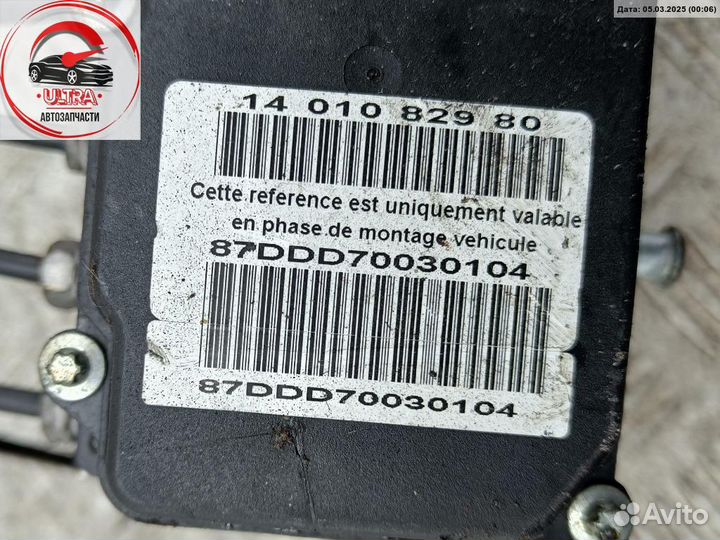 Дата: 05.03.2025 (00:06)
ULTRA
АВТОЗАПЧАСТИ
14 010 829 80
Cette reference est uniquement valable
en phase de montage vehicule
87DDD70030104
87DDD70030104
Avito